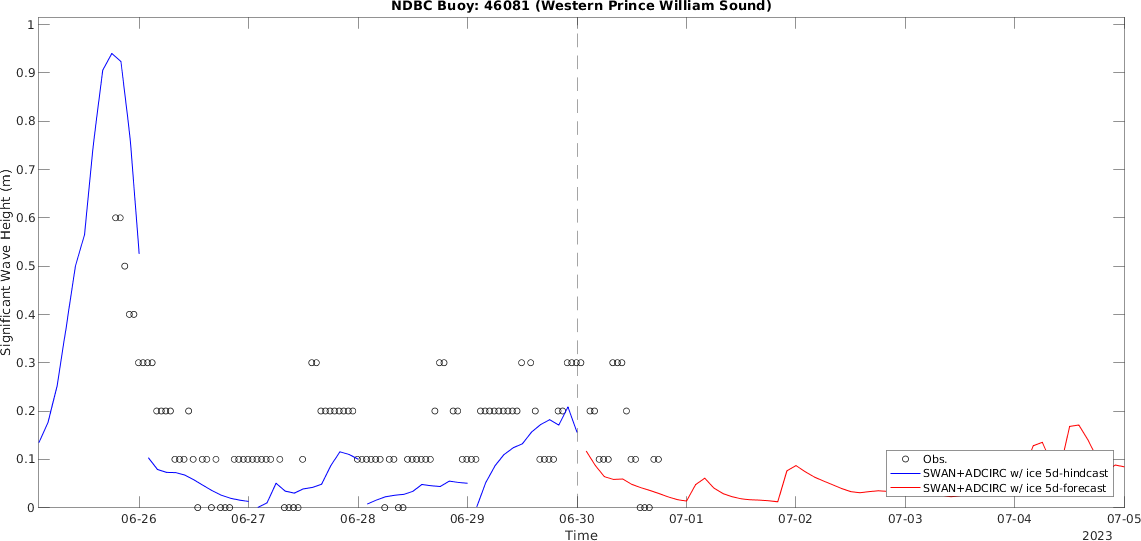 NDBC Buoy: 46081 (Western Prince William Sound)
1
0.9
0.8
0.7
0.6
0.5
0.4
0.3
0.2
0.1
0
Significant Wave Height (m)
Obs.
SWAN+ADCIRC w/ ice 5d-hindcast
SWAN+ADCIRC w/ ice 5d-forecast
06-26 06-27 06-28 06-29 06-30 07-01 07-02 07-03 07-04 07-05
Time
2023